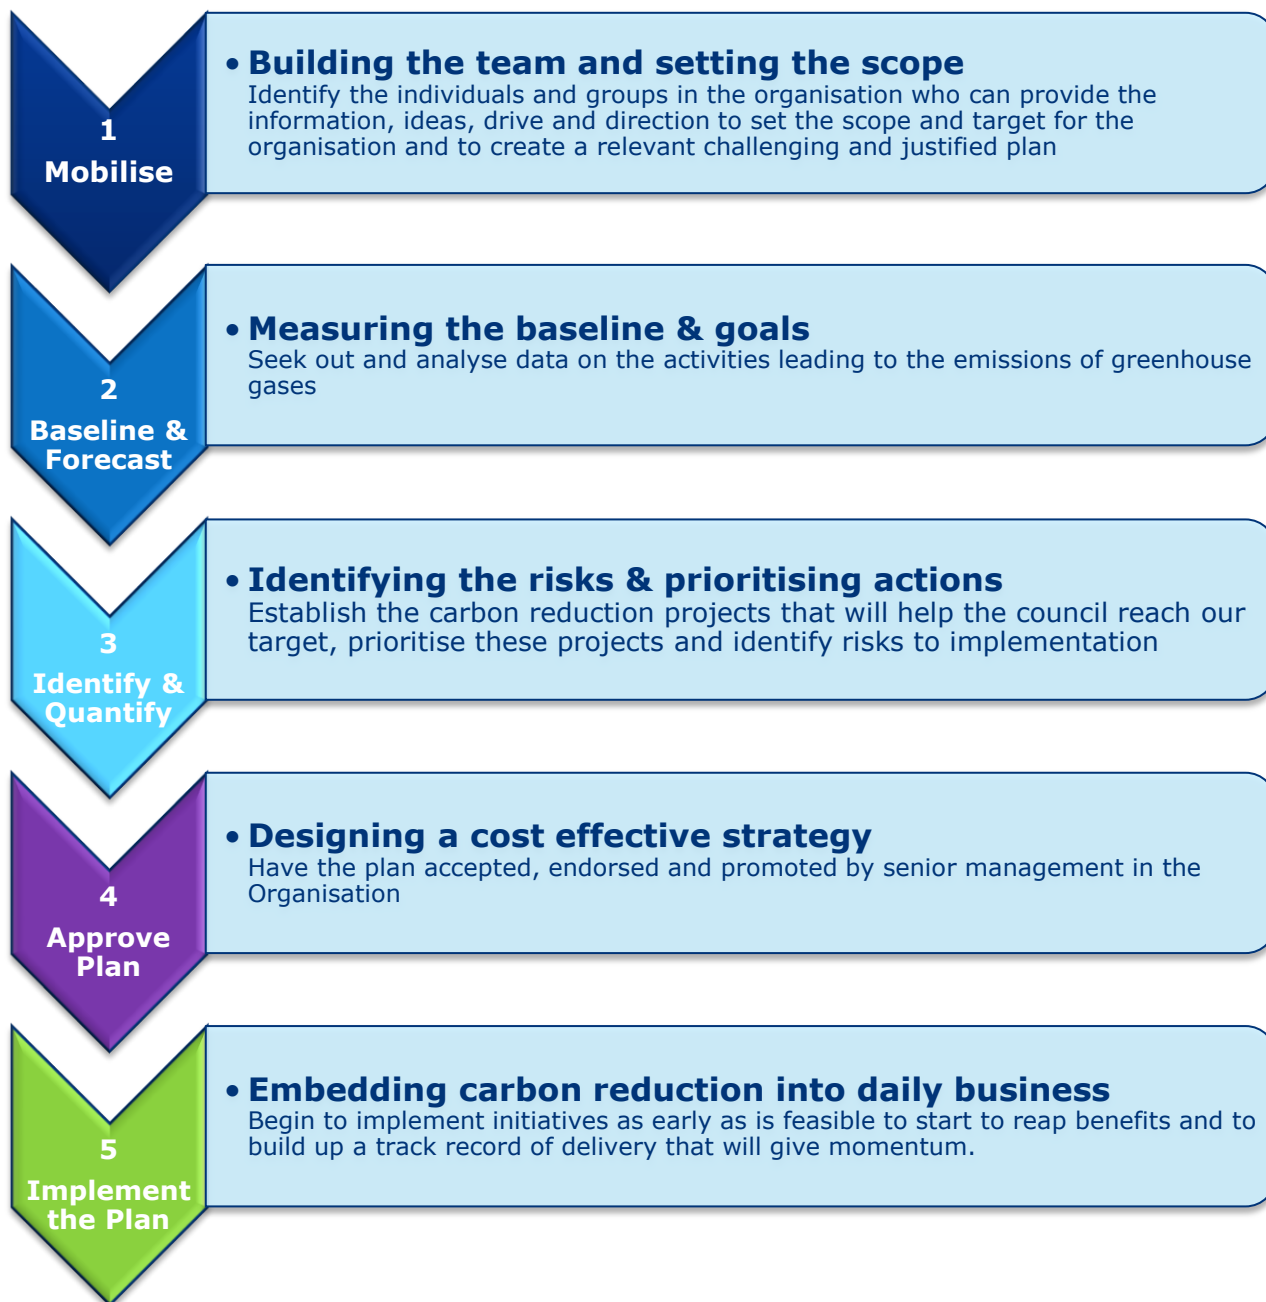 1
Mobilise
• Building the team and setting the scope
Identify the individuals and groups in the organisation who can provide the
information, ideas, drive and direction to set the scope and target for the
organisation and to create a relevant challenging and justified plan
2
Baseline &
Forecast
• Measuring the baseline & goals
Seek out and analyse data on the activities leading to the emissions of greenhouse
gases
3
Identify &
Quantify
• Identifying the risks & prioritising actions
Establish the carbon reduction projects that will help the council reach our
target, prioritise these projects and identify risks to implementation
4
Approve
Plan
• Designing a cost effective strategy
Have the plan accepted, endorsed and promoted by senior management in the
Organisation
5
Implement
the Plan
• Embedding carbon reduction into daily business
Begin to implement initiatives as early as is feasible to start to reap benefits and to
build up a track record of delivery that will give momentum.